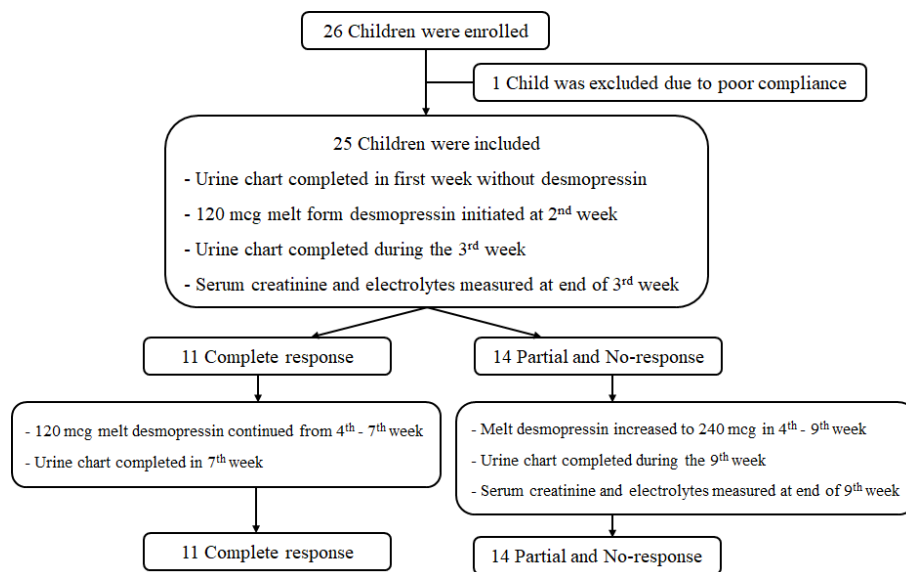 26 Children were enrolled
1 Child was excluded due to poor compliance
25 Children were included
- Urine chart completed in first week without desmopressin
- 120 mcg melt form desmopressin initiated at 2nd week
- Urine chart completed during the 3rd week
- Serum creatinine and electrolytes measured at end of 3rd week
11 Complete response
14 Partial and No-response
- 120 mcg melt desmopressin continued from 4th - 7th week
- Urine chart completed in 7th week
- Melt desmopressin increased to 240 mcg in 4th - 9th week
- Urine chart completed during the 9th week
- Serum creatinine and electrolytes measured at end of 9th week
11 Complete response
14 Partial and No-response